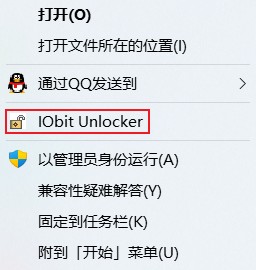 打开(O)
打开文件所在的位置(I)
通过QQ发送到
IObit Unlocker
以管理员身份运行(A)
兼容性疑难解答(Y)
固定到任务栏(K)
附到「开始」菜单(U)